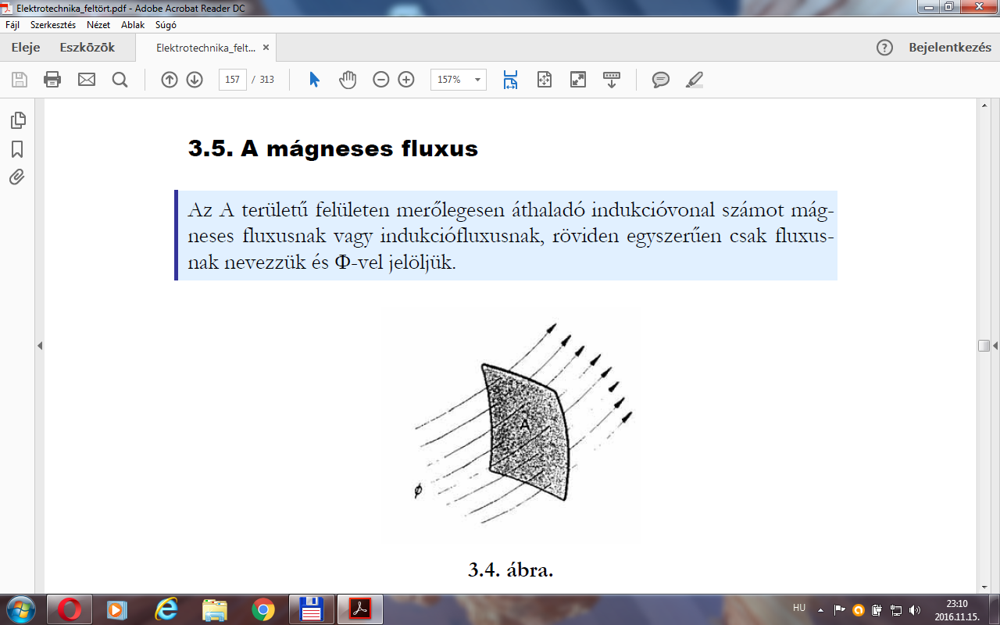 Elektrotechnika_feltört.pdf - Adobe Acrobat Reader DC
Fájl Szerkesztés Nézet Ablak Súgó
Eleje Eszközök Elektrotechnika_felt... × ? Bejelentkezés
157 / 313 157%
3.5. A mágneses fluxus
Az A területű felületen merőlegesen áthaladó indukcióvonal számot mág-
neses fluxusnak vagy indukciófluxusnak, röviden egyszerűen csak fluxus-
nak nevezzük és Φ-vel jelöljük.
A
ϕ
3.4. ábra.
HU 23:10
2016.11.15.